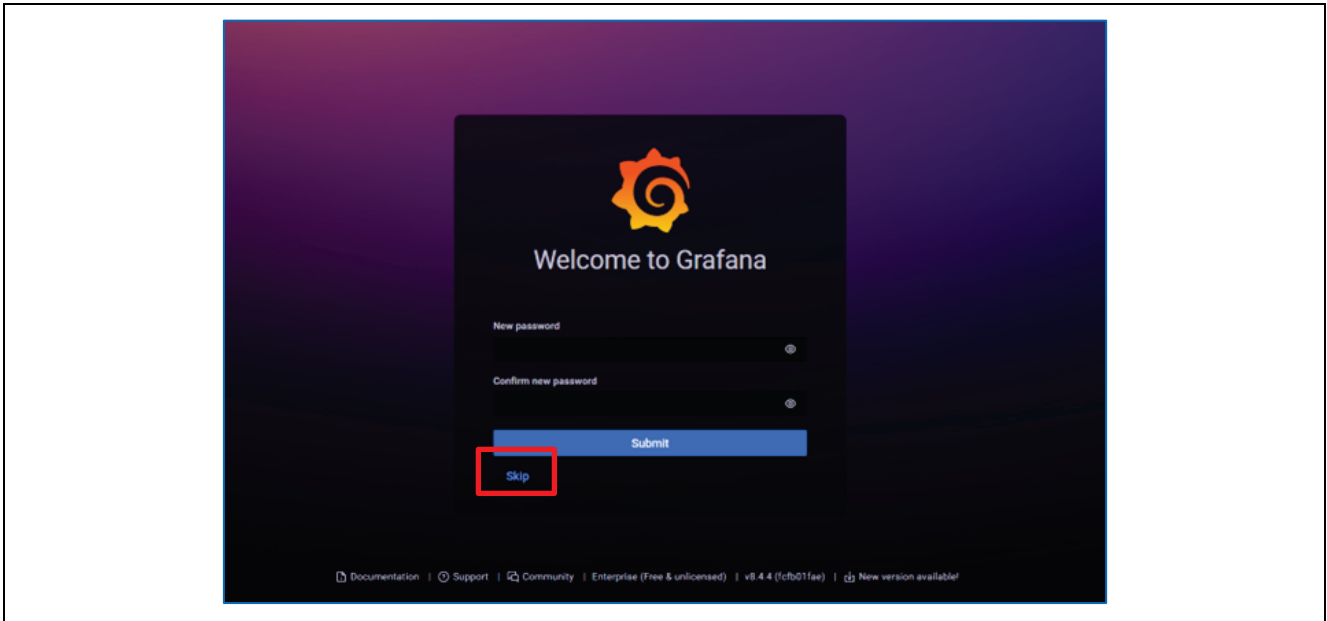 Welcome to Grafana
New password
Confirm new password
Submit
Skip
Documentation | Support | Community | Enterprise (Free & unlicensed) | v8.4.4 (fcfb01fae) | New version available!